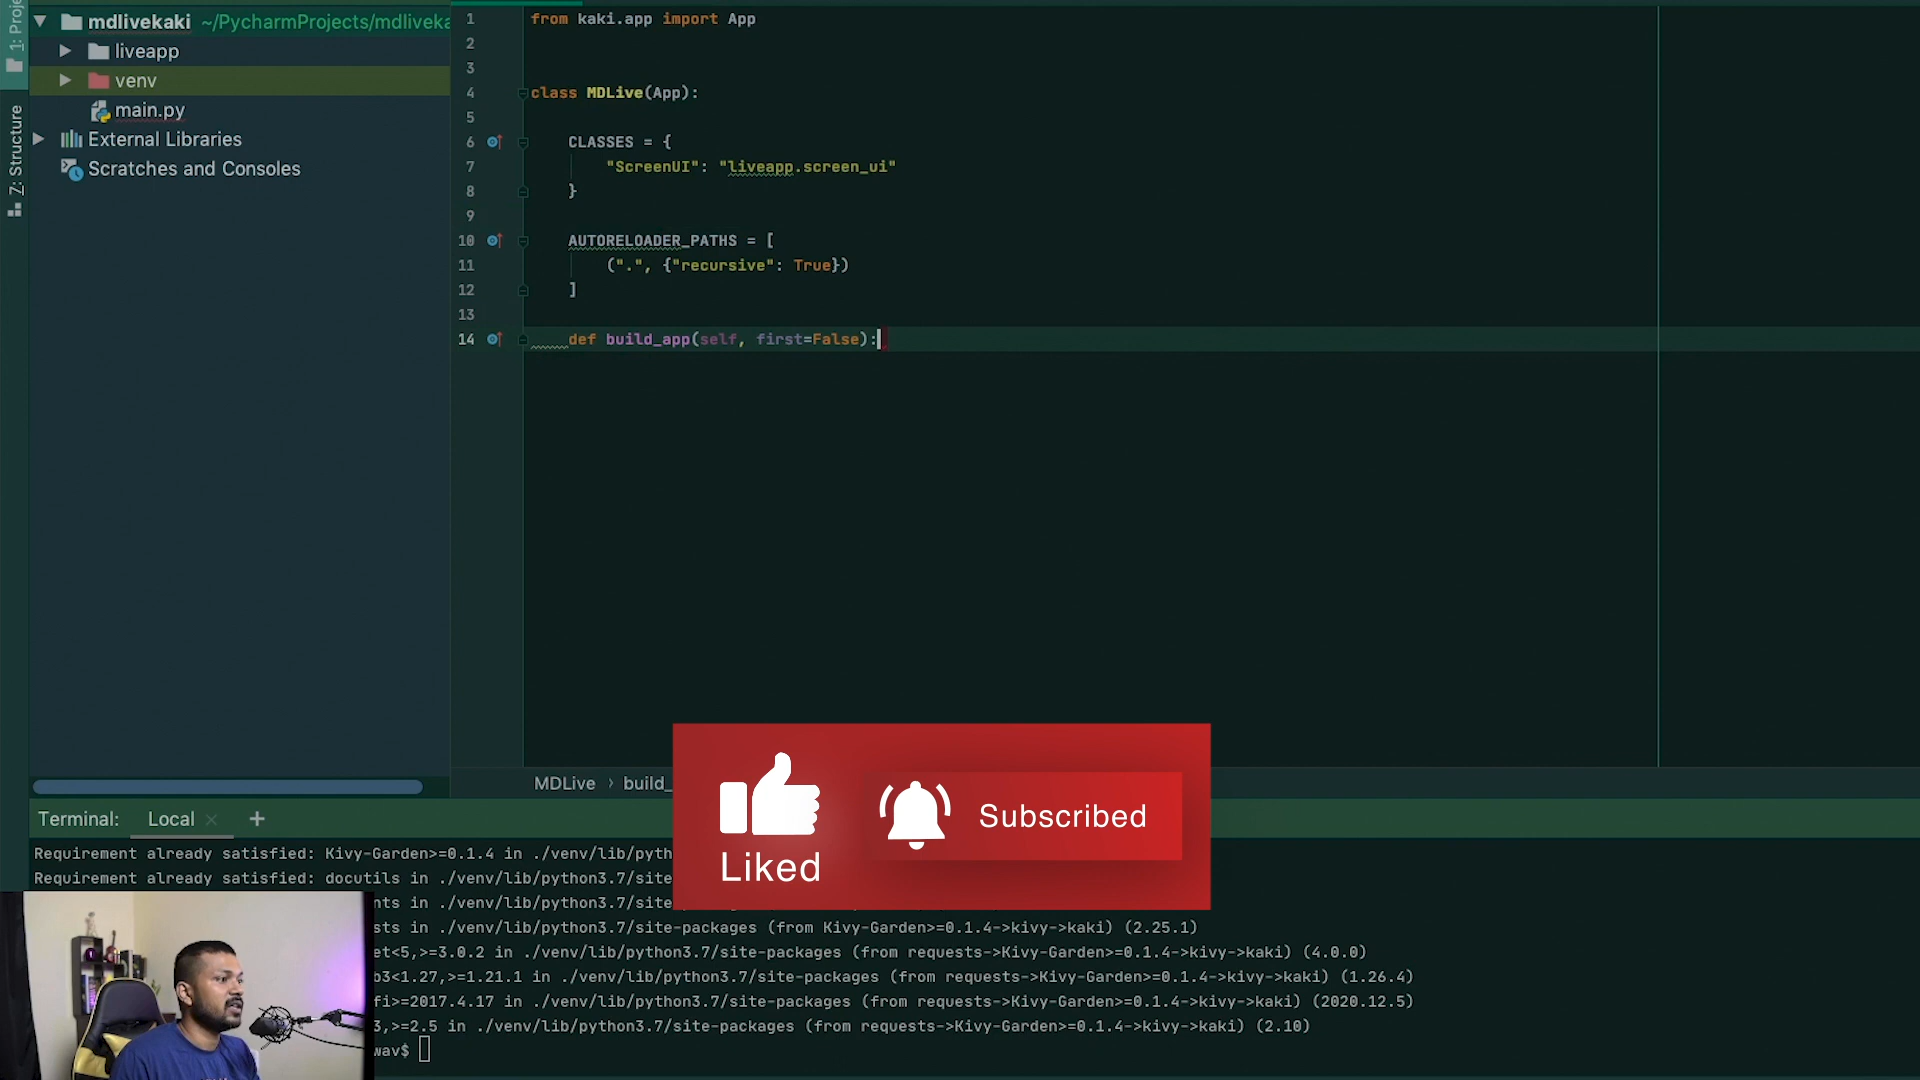 1: Proje
mdlivekaki ~/PycharmProjects/mdliveka
liveapp
venv
main.py
External Libraries
Scratches and Consoles
Z: Structure
1 from kaki.app import App
2
3
4 class MDLive(App):
5
6 CLASSES = {
7 "ScreenUI": "liveapp.screen_ui"
8 }
9
10 AUTORELOADER_PATHS = [
11 (".", {"recursive": True})
12 ]
13
14 def build_app(self, first=False):
MDLive › build_
Liked
Subscribed
Terminal: Local × +
Requirement already satisfied: Kivy-Garden>=0.1.4 in ./venv/lib/pyth
Requirement already satisfied: docutils in ./venv/lib/python3.7/site
nts in ./venv/lib/python3.7/site-
sts in ./venv/lib/python3.7/site-packages (from Kivy-Garden>=0.1.4->kivy->kaki) (2.25.1)
et<5,>=3.0.2 in ./venv/lib/python3.7/site-packages (from requests->Kivy-Garden>=0.1.4->kivy->kaki) (4.0.0)
b3<1.27,>=1.21.1 in ./venv/lib/python3.7/site-packages (from requests->Kivy-Garden>=0.1.4->kivy->kaki) (1.26.4)
fi>=2017.4.17 in ./venv/lib/python3.7/site-packages (from requests->Kivy-Garden>=0.1.4->kivy->kaki) (2020.12.5)
3,>=2.5 in ./venv/lib/python3.7/site-packages (from requests->Kivy-Garden>=0.1.4->kivy->kaki) (2.10)
wav$